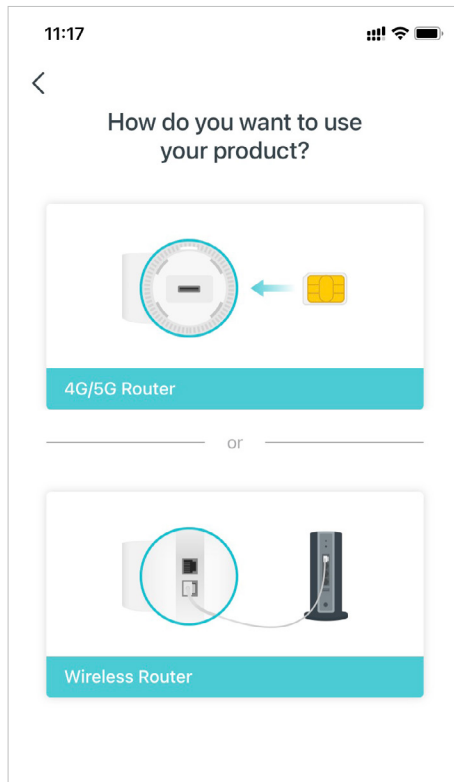 11:17
How do you want to use
your product?
4G/5G Router
or
Wireless Router